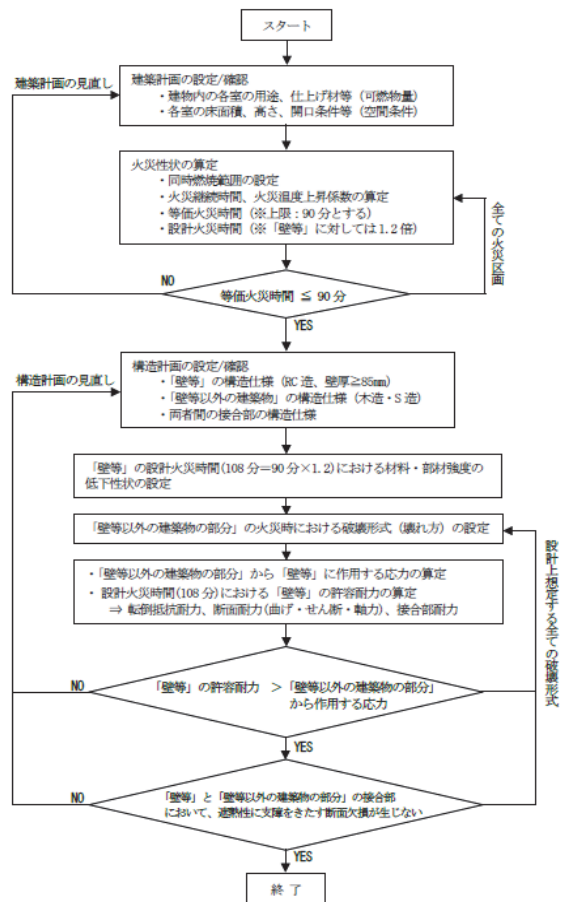 スタート
建築計画の見直し
建築計画の設定/確認
・建物内の各室の用途、仕上げ材等（可燃物量）
・各室の床面積、高さ、開口条件等（空間条件）
火災性状の算定
・同時燃焼範囲の設定
・火災継続時間、火災温度上昇係数の算定
・等価火災時間（※上限：90分とする）
・設計火災時間（※「壁等」に対しては1.2倍）
全ての火災区画
NO
等価火災時間 ≦ 90分
YES
構造計画の見直し
構造計画の設定/確認
・「壁等」の構造仕様（RC造、壁厚≧85mm）
・「壁等以外の建築物」の構造仕様（木造・S造）
・両者間の接合部の構造仕様
「壁等」の設計火災時間(108分＝90分×1.2)における材料・部材強度の
低下性状の設定
「壁等以外の建築物の部分」の火災時における破壊形式（壊れ方）の設定
・「壁等以外の建築物の部分」から「壁等」に作用する応力の算定
・ 設計火災時間(108分)における「壁等」の許容耐力の算定
⇒ 転倒抵抗耐力、断面耐力(曲げ・せん断・軸力)、接合部耐力
設計上想定する全ての破壊形式
NO
「壁等」の許容耐力 ＞「壁等以外の建築物の部分」
から作用する応力
YES
NO
「壁等」と「壁等以外の建築物の部分」の接合部
において、遮熱性に支障をきたす断面欠損が生じない
YES
終了